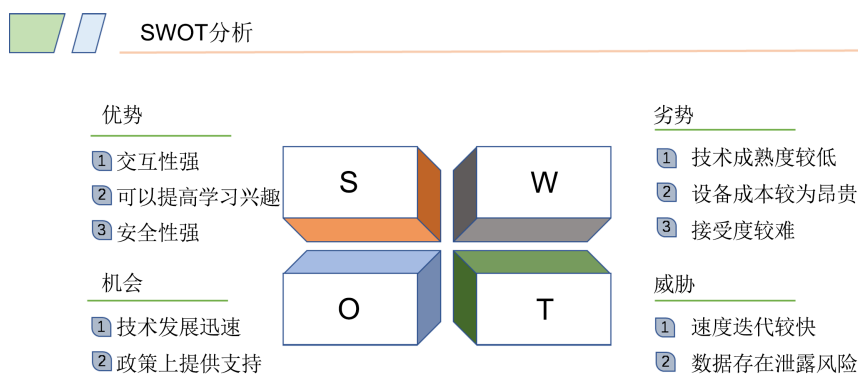 SWOT分析
优势
1 交互性强
2 可以提高学习兴趣
3 安全性强
劣势
1 技术成熟度较低
2 设备成本较为昂贵
3 接受度较难
S
W
O
T
机会
1 技术发展迅速
2 政策上提供支持
威胁
1 速度迭代较快
2 数据存在泄露风险